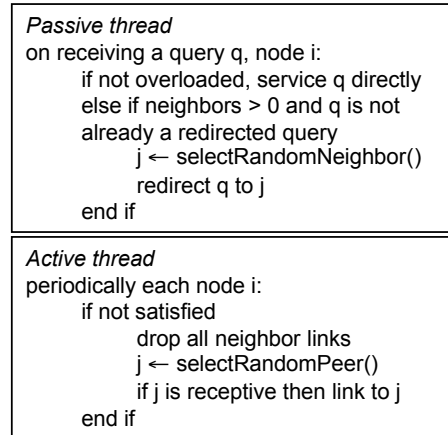 Passive thread
on receiving a query q, node i:
if not overloaded, service q directly
else if neighbors > 0 and q is not
already a redirected query
j ← selectRandomNeighbor()
redirect q to j
end if
Active thread
periodically each node i:
if not satisfied
drop all neighbor links
j ← selectRandomPeer()
if j is receptive then link to j
end if